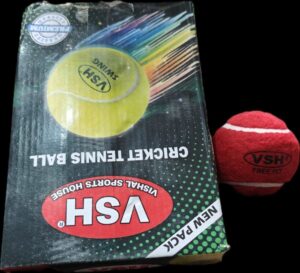 PREMIUM
VSH
SWING
CRICKET TENNIS BALL
VSH®
VISHAL SPORTS HOUSE
NEW PACK
VSH